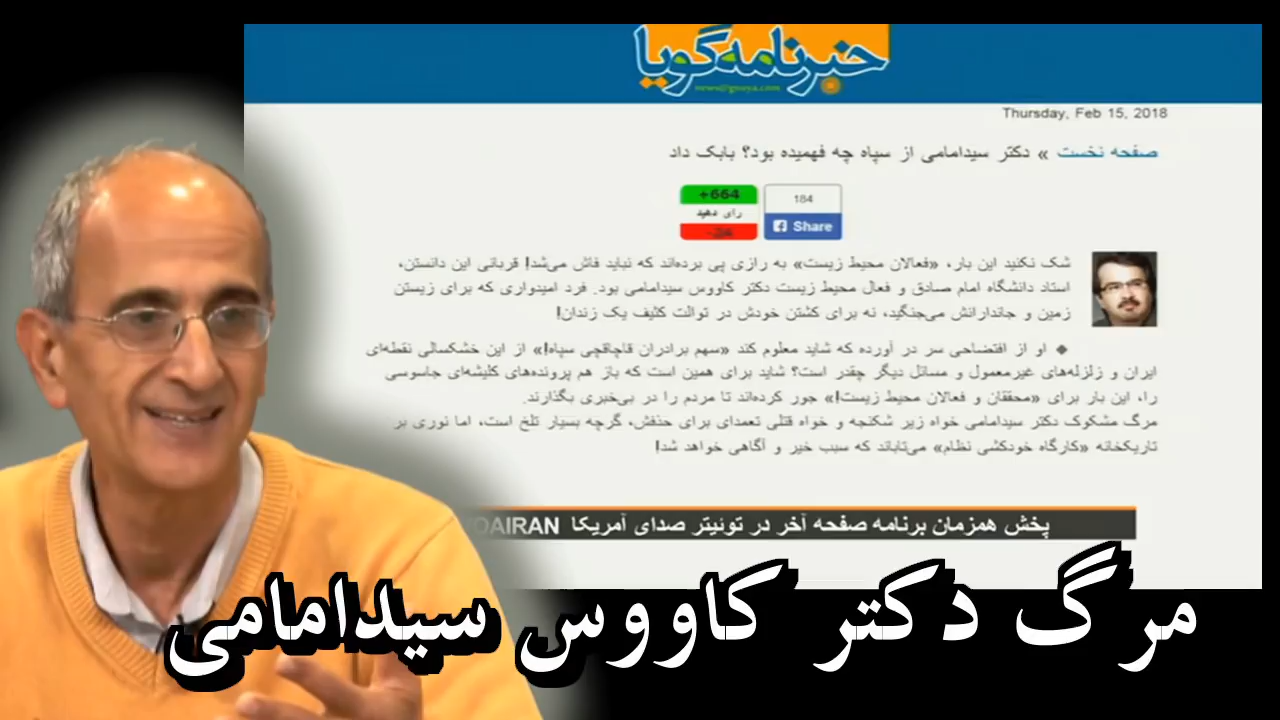 خبرنامه گویا
news@gooya.com
Thursday, Feb 15, 2018
صفحه نخست » دکتر سیدامامی از سپاه چه فهمیده بود؟ بابک داد
+664
رای دهید
184
Share
شک نکنید این بار، «فعالان محیط زیست» به رازی پی برده‌اند که نباید فاش می‌شد! قربانی این دانستن،
استاد دانشگاه امام صادق و فعال محیط زیست دکتر کاووس سیدامامی بود. فرد امیدواری که برای زیستن
زمین و جاندارانش می‌جنگید، نه برای کشتن خودش در توالت کثیف یک زندان!
◆ او از افتضاحی سر در آورده که شاید معلوم کند «سهم برادران قاچاقچی سپاه!» از این خشکسالی نقطه‌ای
ایران و زلزله‌های غیرمعمول و مسائل دیگر چقدر است؟ شاید برای همین است که باز هم پرونده‌های کلیشه‌ای جاسوسی
را، این بار برای «محققان و فعالان محیط زیست!» جور کرده‌اند تا مردم را در بی‌خبری بگذارند.
مرگ مشکوک دکتر سیدامامی خواه زیر شکنجه و خواه قتلی تعمدای برای حذفش، گرچه بسیار تلخ است، اما نوری بر
تاریکخانه «کارگاه خودکشی نظام» می‌تاباند که سبب خیر و آگاهی خواهد شد!
پخش همزمان برنامه صفحه آخر در توئیتر صدای آمریکا OAIRAN
مرگ دکتر کاووس سیدامامی